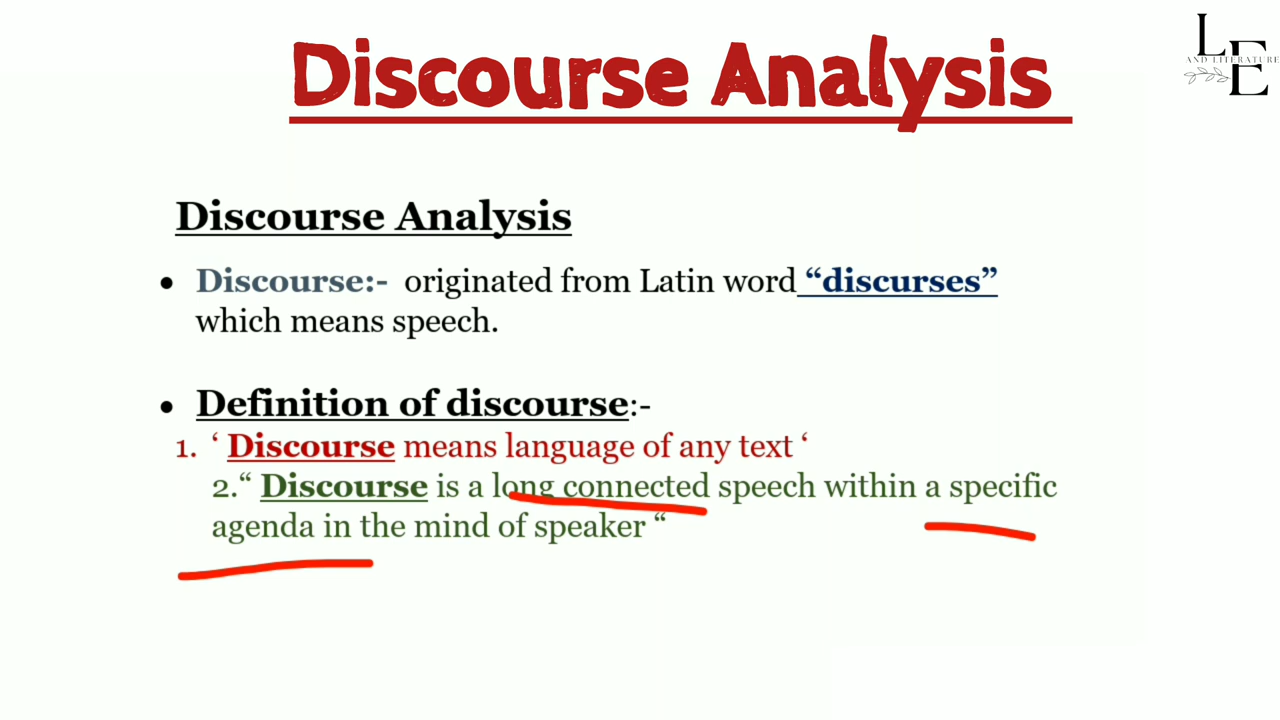 Discourse Analysis
L
AND LITERATURE
E
Discourse Analysis
• Discourse:- originated from Latin word “discurses”
which means speech.
• Definition of discourse:-
1. ‘ Discourse means language of any text ‘
2.“ Discourse is a long connected speech within a specific
agenda in the mind of speaker “